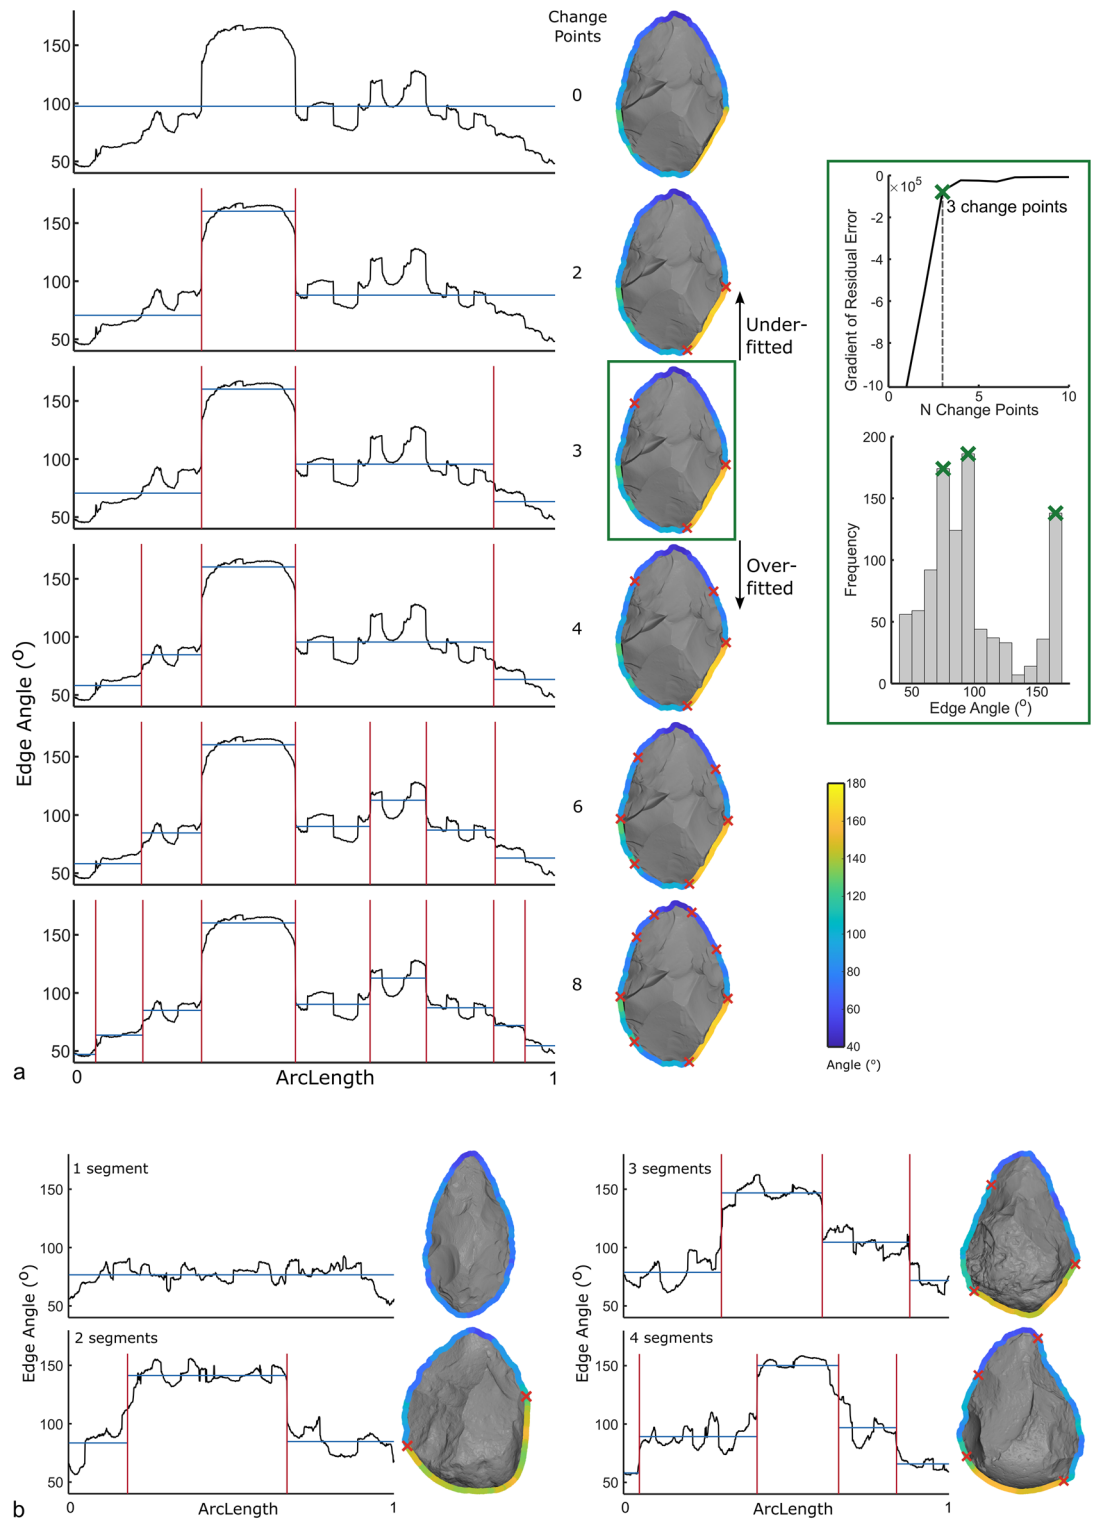 Change
Points
150
100
50
0
150
100
50
2
Under-
fitted
150
100
50
3
Over-
fitted
150
100
50
4
150
100
50
6
150
100
50
8
Edge Angle (o)
0
ArcLength
1
a
0
×10⁵
-2
-4
-6
-8
-10
3 change points
Gradient of Residual Error
0
5
10
N Change Points
200
150
100
50
0
Frequency
50
100
150
Edge Angle (o)
180
160
140
120
100
80
60
40
Angle (o)
1 segment
150
100
50
Edge Angle (o)
2 segments
150
100
50
0
ArcLength
1
3 segments
150
100
50
Edge Angle (o)
4 segments
150
100
50
0
ArcLength
1
b